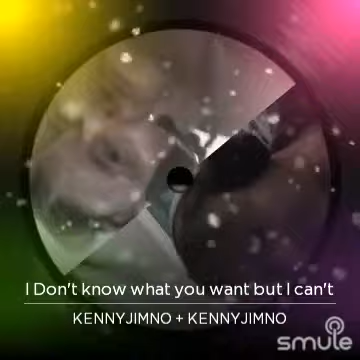 I Don't know what you want but I can't
KENNYJIMNO + KENNYJIMNO
smule